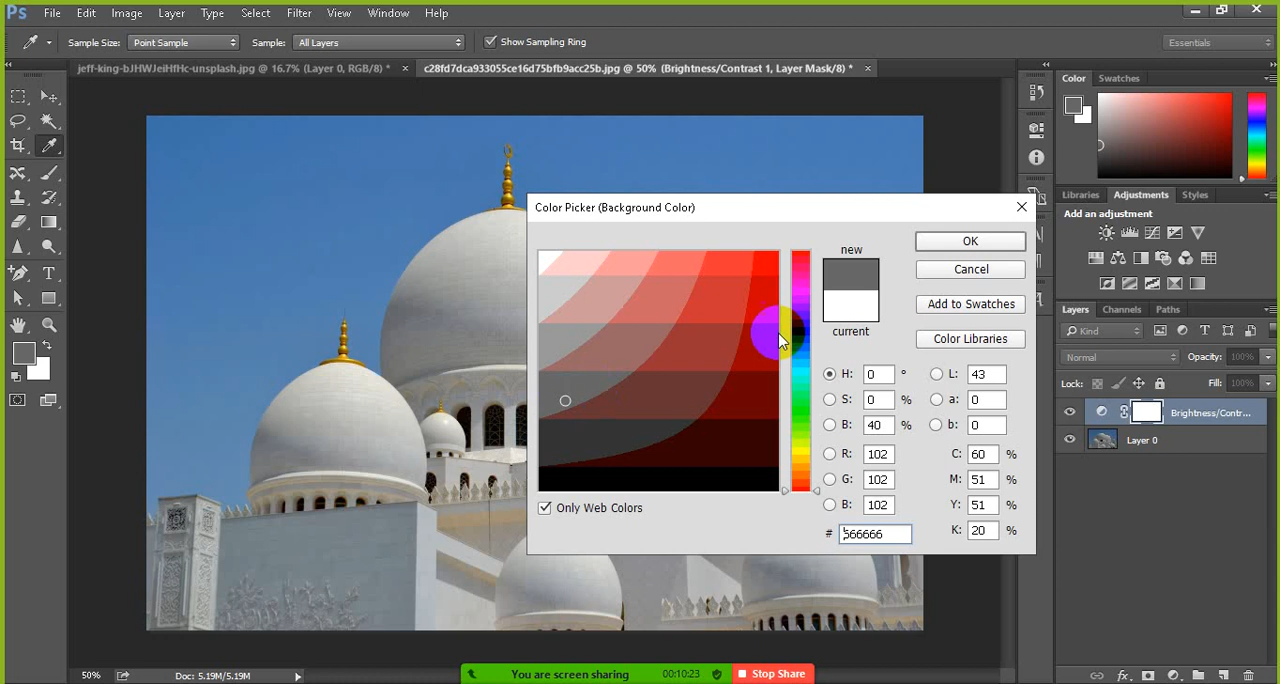 Ps File Edit Image Layer Type Select Filter View Window Help
Sample Size: Point Sample Sample: All Layers Show Sampling Ring Essentials
jeff-king-bJHWJeiHfHc-unsplash.jpg @ 16.7% (Layer 0, RGB/8) * × c28fd7dca933055ce16d75bfb9acc25b.jpg @ 50% (Brightness/Contrast 1, Layer Mask/8) * ×
Color Swatches
Libraries Adjustments Styles
Add an adjustment
Color Picker (Background Color)
new
current
OK
Cancel
Add to Swatches
Color Libraries
H: 0 ° L: 43
S: 0 % a: 0
B: 40 % b: 0
R: 102 C: 60 %
G: 102 M: 51 %
B: 102 Y: 51 %
# 666666 K: 20 %
Only Web Colors
Layers Channels Paths
Kind
Normal Opacity: 100%
Lock: Fill: 100%
Brightness/Contr...
Layer 0
50% Doc: 5.19M/5.19M
You are screen sharing 00:10:23 Stop Share